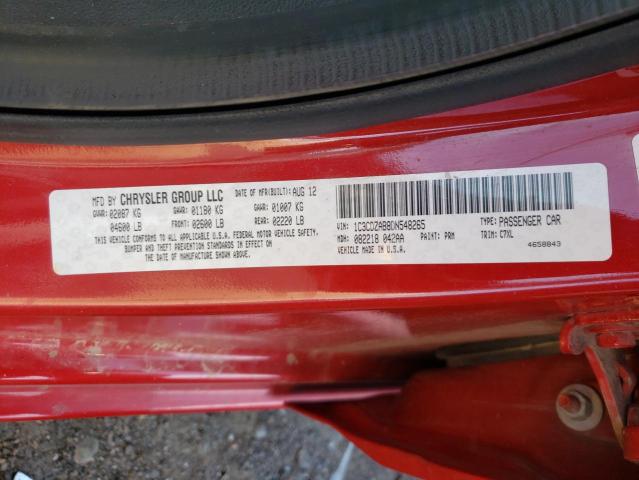 MFD BY CHRYSLER GROUP LLC DATE OF MFR(BUILT): AUG 12
GVWR: 02087 KG GAWR: 01180 KG GAWR: 01007 KG
04600 LB FRONT: 02600 LB REAR: 02220 LB
THIS VEHICLE CONFORMS TO ALL APPLICABLE U.S.A. FEDERAL MOTOR VEHICLE SAFETY,
BUMPER AND THEFT PREVENTION STANDARDS IN EFFECT ON
THE DATE OF MANUFACTURE SHOWN ABOVE.
VIN: 1C3CDZAB8DN548265 TYPE: PASSENGER CAR
MDH: 082218 042AA PAINT: PRM TRIM: C7XL
MADE IN U.S.A. 4658843